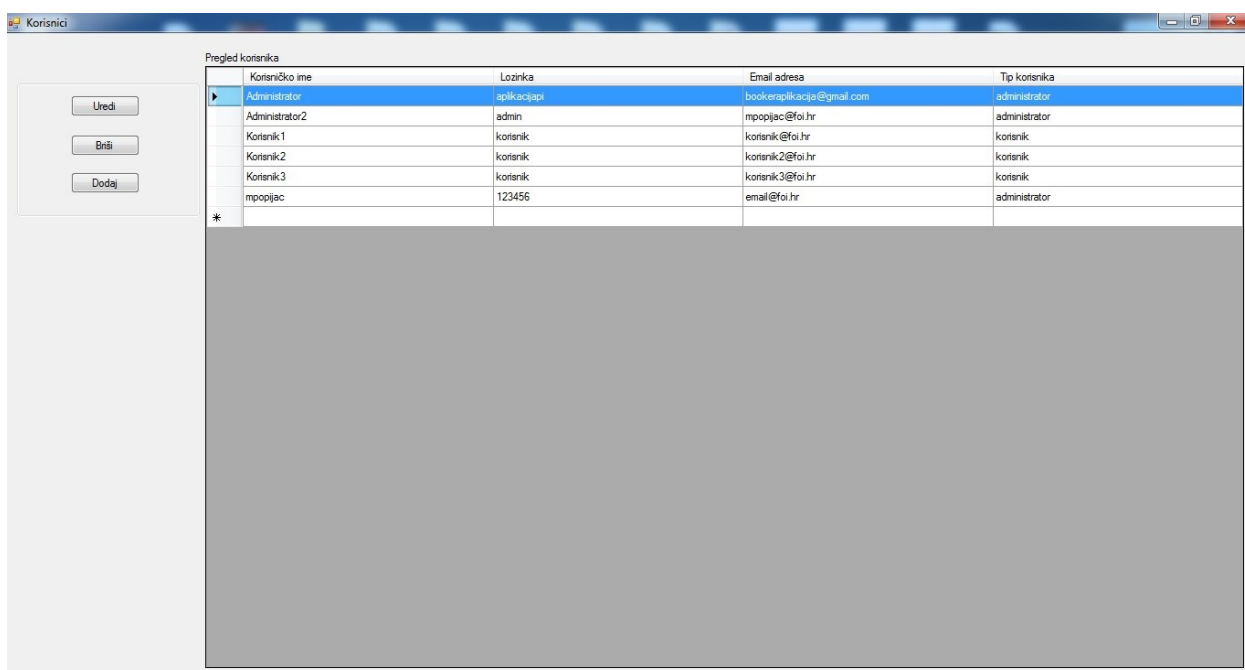 Korisnici
Pregled korisnika
Uredi
Briši
Dodaj
Korisničko ime Lozinka Email adresa Tip korisnika
Administrator aplikacijapi bookeraplikacija@gmail.com administrator
Administrator2 admin mpopijac@foi.hr administrator
Korisnik1 korisnik korisnik@foi.hr korisnik
Korisnik2 korisnik korisnik2@foi.hr korisnik
Korisnik3 korisnik korisnik3@foi.hr korisnik
mpopijac 123456 email@foi.hr administrator